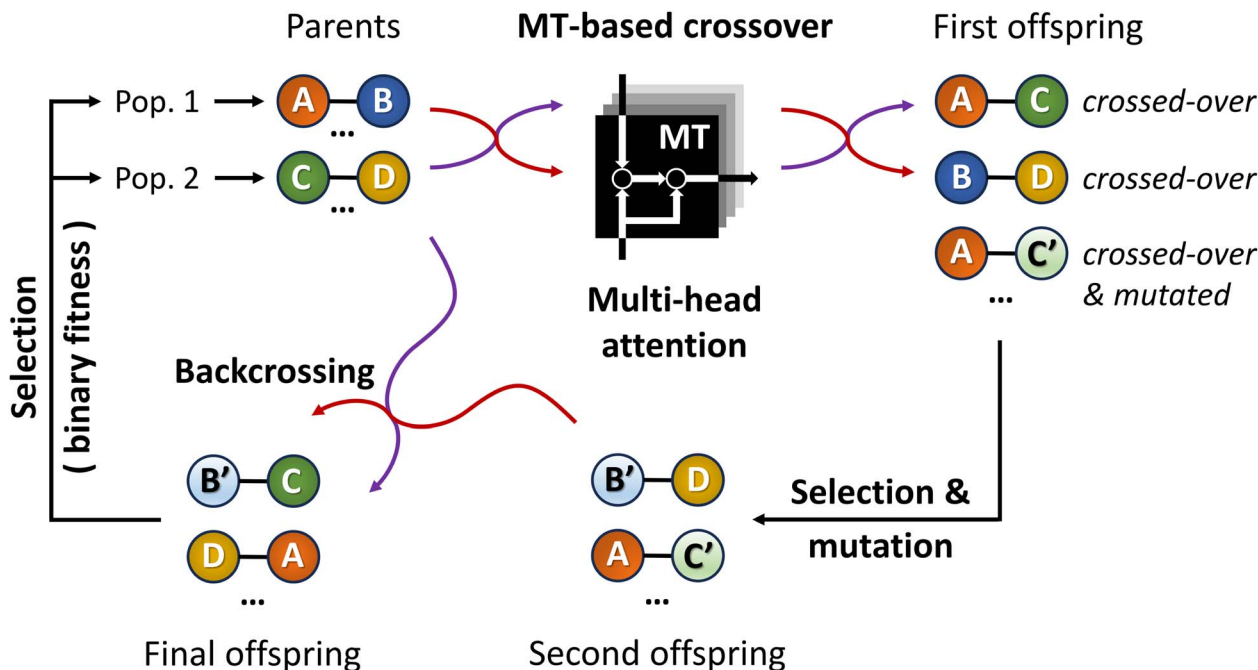 Parents
MT-based crossover
First offspring
Pop. 1
A
B
...
MT
A
C
crossed-over
Pop. 2
C
D
...
B
D
crossed-over
A
C'
crossed-over
& mutated
...
Multi-head
attention
Selection
( binary fitness )
Backcrossing
B'
C
D
A
...
Final offspring
B'
D
A
C'
...
Second offspring
Selection &
mutation